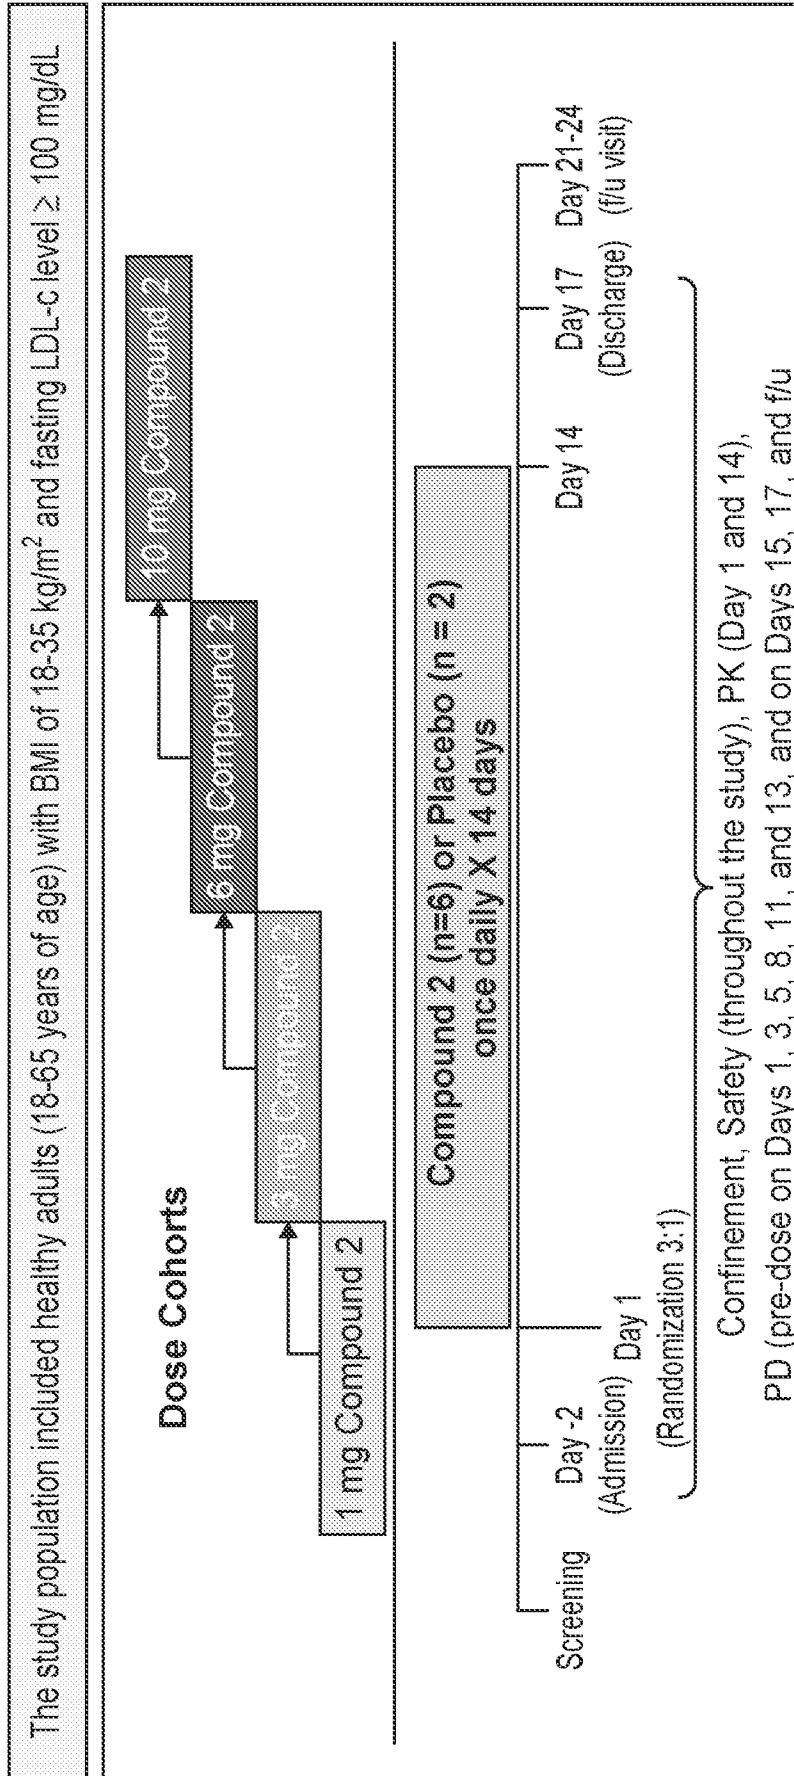 The study population included healthy adults (18-65 years of age) with BMI of 18-35 kg/m² and fasting LDL-c level ≥ 100 mg/dL
Dose Cohorts
1 mg Compound 2
3 mg Compound 2
6 mg Compound 2
10 mg Compound 2
Compound 2 (n=6) or Placebo (n = 2)
once daily X 14 days
Screening
Day -2
(Admission)
Day 1
(Randomization 3:1)
Day 14
Day 17
(Discharge)
Day 21-24
(f/u visit)
Confinement, Safety (throughout the study), PK (Day 1 and 14),
PD (pre-dose on Days 1, 3, 5, 8, 11, and 13, and on Days 15, 17, and f/u